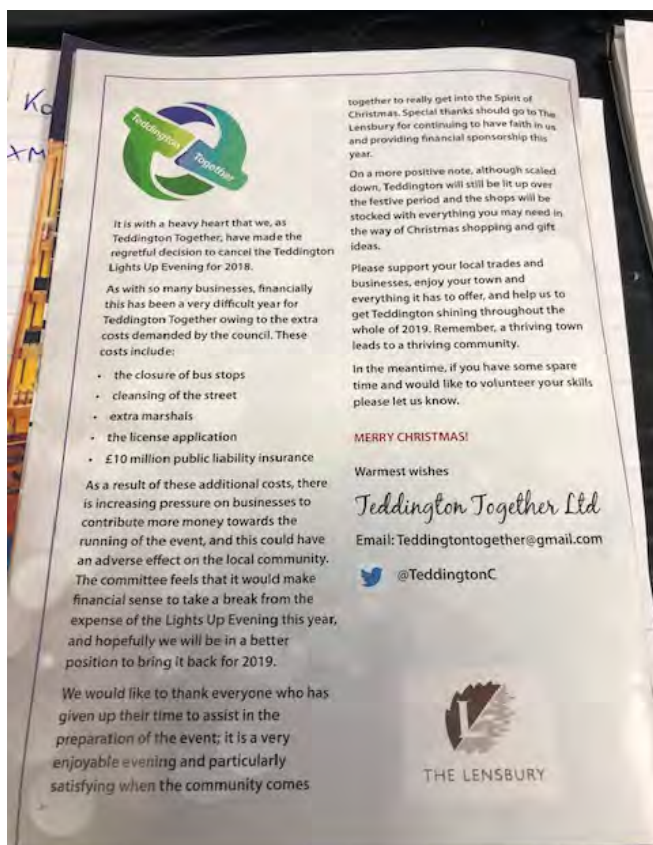 Ko
XM
Teddington
Together
It is with a heavy heart that we, as
Teddington Together, have made the
regretful decision to cancel the Teddington
Lights Up Evening for 2018.
As with so many businesses, financially
this has been a very difficult year for
Teddington Together owing to the extra
costs demanded by the council. These
costs include:
• the closure of bus stops
• cleansing of the street
• extra marshals
• the license application
• £10 million public liability insurance
As a result of these additional costs, there
is increasing pressure on businesses to
contribute more money towards the
running of the event, and this could have
an adverse effect on the local community.
The committee feels that it would make
financial sense to take a break from the
expense of the Lights Up Evening this year,
and hopefully we will be in a better
position to bring it back for 2019.
We would like to thank everyone who has
given up their time to assist in the
preparation of the event; it is a very
enjoyable evening and particularly
satisfying when the community comes
together to really get into the Spirit of
Christmas. Special thanks should go to The
Lensbury for continuing to have faith in us
and providing financial sponsorship this
year.
On a more positive note, although scaled
down, Teddington will still be lit up over
the festive period and the shops will be
stocked with everything you may need in
the way of Christmas shopping and gift
ideas.
Please support your local trades and
businesses, enjoy your town and
everything it has to offer, and help us to
get Teddington shining throughout the
whole of 2019. Remember, a thriving town
leads to a thriving community.
In the meantime, if you have some spare
time and would like to volunteer your skills
please let us know.
MERRY CHRISTMAS!
Warmest wishes
Teddington Together Ltd
Email: Teddingtontogether@gmail.com
@TeddingtonC
L
THE LENSBURY